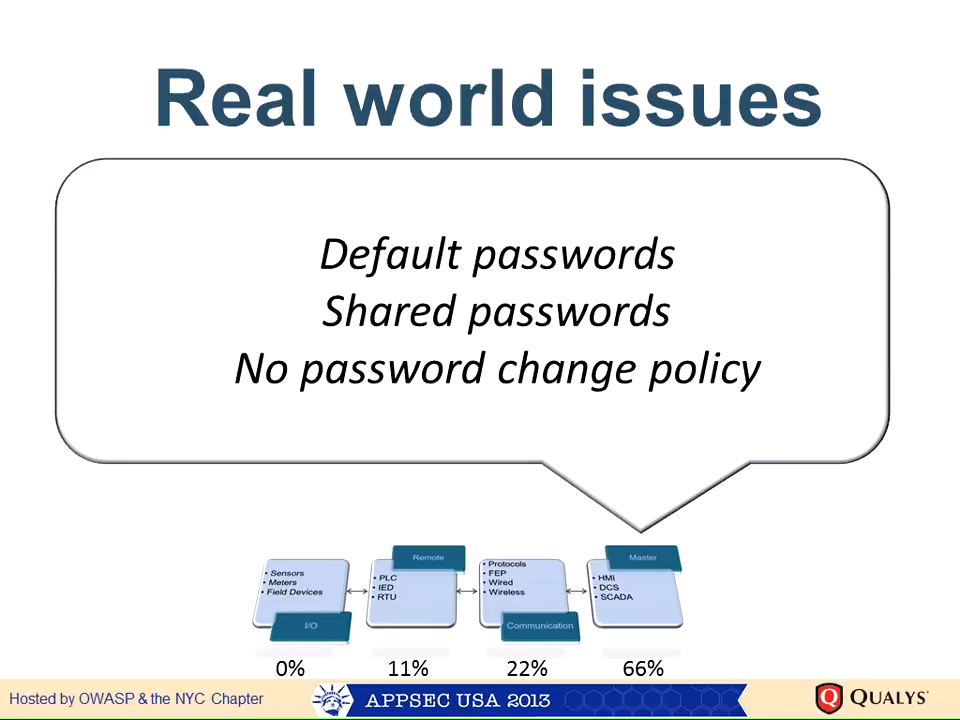 Real world issues
Default passwords
Shared passwords
No password change policy
• Sensors
• Meters
• Field Devices
I/O
Remote
• PLC
• IED
• RTU
• Protocols
• FEP
• Wired
• Wireless
Communication
Master
• HMI
• DCS
• SCADA
0% 11% 22% 66%
Hosted by OWASP & the NYC Chapter
APPSEC USA 2013
QUALYS®